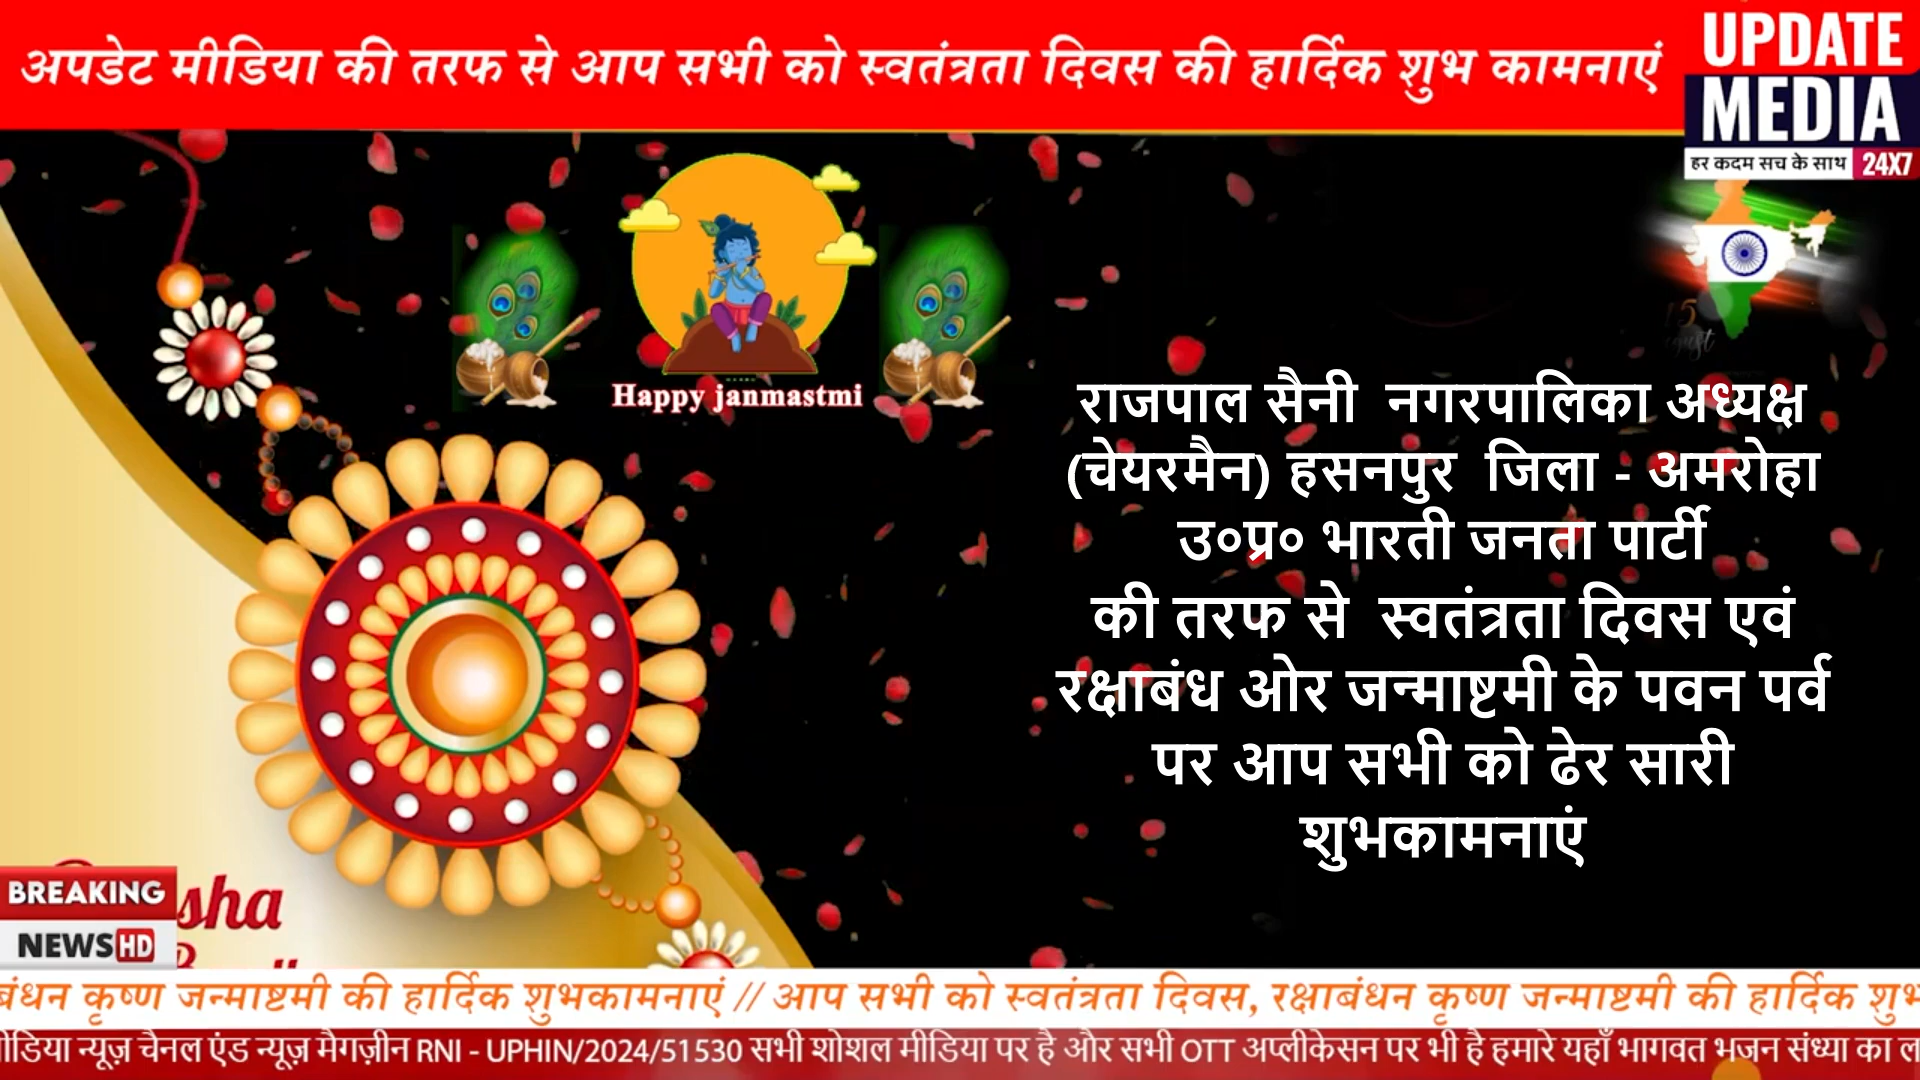 अपडेट मीडिया की तरफ से आप सभी को स्वतंत्रता दिवस की हार्दिक शुभ कामनाएं
UPDATE
MEDIA
हर कदम सच के साथ 24X7
Happy janmastmi
15
राजपाल सैनी नगरपालिका अध्यक्ष
(चेयरमैन) हसनपुर जिला - अमरोहा
उ०प्र० भारती जनता पार्टी
की तरफ से स्वतंत्रता दिवस एवं
रक्षाबंध ओर जन्माष्टमी के पवन पर्व
पर आप सभी को ढेर सारी
शुभकामनाएं
BREAKING
NEWS HD
बंधन कृष्ण जन्माष्टमी की हार्दिक शुभकामनाएं // आप सभी को स्वतंत्रता दिवस, रक्षाबंधन कृष्ण जन्माष्टमी की हार्दिक
न्यूज़ चैनल एंड न्यूज़ मैगज़ीन RNI - UPHIN/2024/51530 सभी शोशल मीडिया पर है और सभी OTT अप्लीकेसन पर भी है हमारे यहाँ भागवत भजन संध्या का